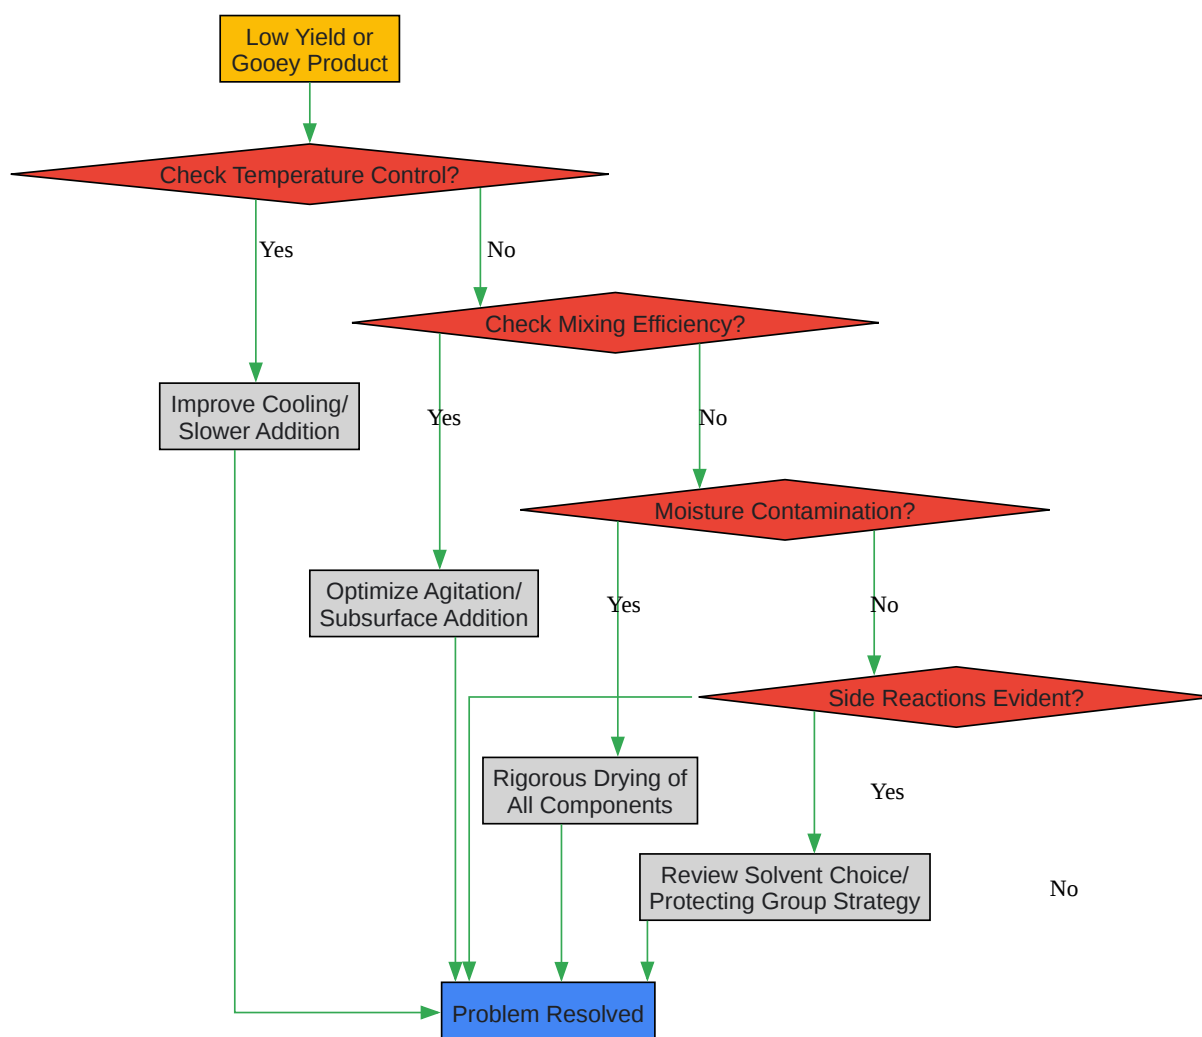 Low Yield or
Gooey Product
Check Temperature Control?
Yes
No
Check Mixing Efficiency?
Improve Cooling/
Slower Addition
Yes
No
Moisture Contamination?
Optimize Agitation/
Subsurface Addition
Yes
No
Side Reactions Evident?
Rigorous Drying of
All Components
Yes
Review Solvent Choice/
Protecting Group Strategy
No
Problem Resolved